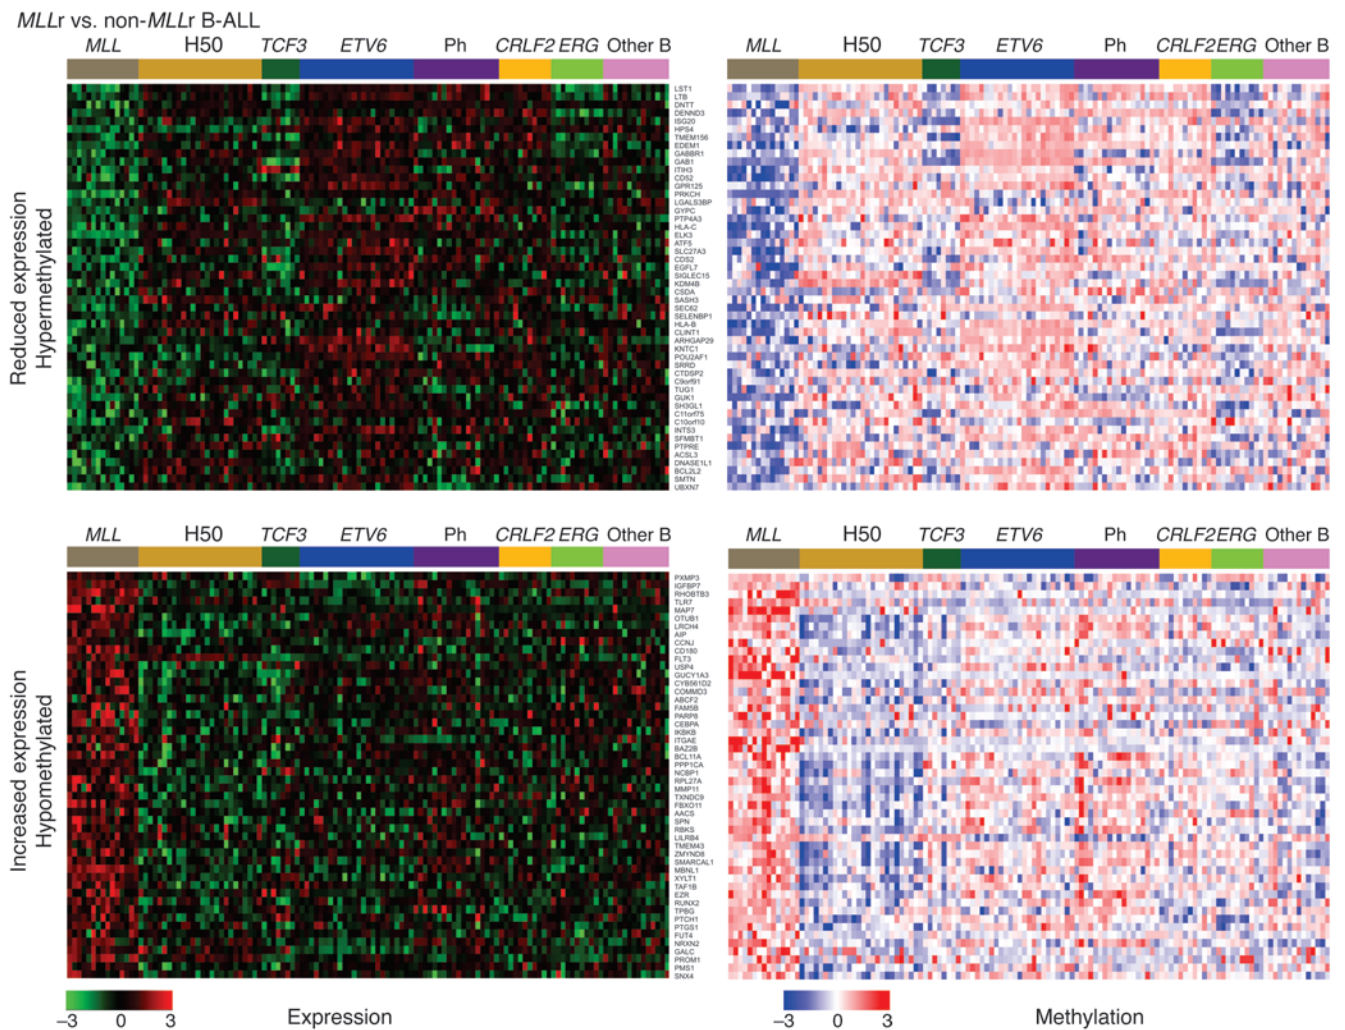 MLLr vs. non-MLLr B-ALL
MLL H50 TCF3 ETV6 Ph CRLF2 ERG Other B
MLL H50 TCF3 ETV6 Ph CRLF2 ERG Other B
Reduced expression
Hypermethylated
LST1
LTB
DNTT
DENND3
ISG20
HPS4
TMEM156
EDEM1
GABBR1
GAB1
ITIH3
CD52
GPR125
PRKCH
LGALS3BP
GYPC
PTP4A3
HLA-C
ELK3
ATF5
SLC27A3
CDS2
EGFL7
SIGLEC15
KDM4B
CSDA
SASH3
SEC62
SELENBP1
HLA-B
CLINT1
ARHGAP29
KNTC1
POU2AF1
SRRD
CTDSP2
C9orf91
TUG1
GUK1
SH3GL1
C11orf75
C10orf10
INTS3
SFMBT1
PTPRE
ACSL3
DNASE1L1
BCL2L2
SMTN
UBXN7
MLL H50 TCF3 ETV6 Ph CRLF2 ERG Other B
MLL H50 TCF3 ETV6 Ph CRLF2 ERG Other B
Increased expression
Hypomethylated
PXMP3
IGFBP7
RHOBTB3
TLR7
MAP7
OTUB1
LRCH4
AIP
CCNJ
CD180
FLT3
USP4
GUCY1A3
CYB561D2
COMMD3
ABCF2
FAM5B
PARP8
CEBPA
IKBKB
ITGAE
BAZ2B
BCL11A
PPP1CA
NCBP1
RPL27A
MMP11
TXNDC9
FBXO11
AACS
SPN
RBKS
LILRB4
TMEM43
ZMYND8
SMARCAL1
MBNL1
XYLT1
TAF1B
EZR
RUNX2
TPBG
PTCH1
PTGS1
FUT4
NRXN2
GALC
PROM1
PMS1
SNX4
−3 0 3 Expression
−3 0 3 Methylation